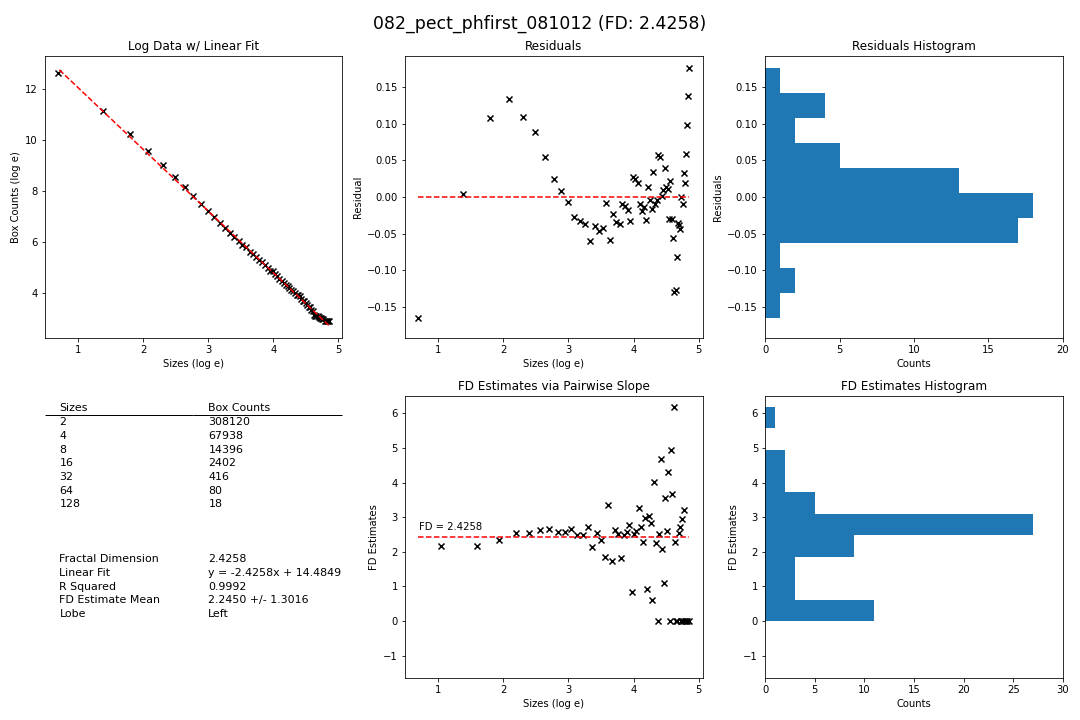 082_pect_phfirst_081012 (FD: 2.4258)
Log Data w/ Linear Fit
Box Counts (log e)
12
10
8
6
4
1 2 3 4 5
Sizes (log e)
Residuals
Residual
0.15
0.10
0.05
0.00
−0.05
−0.10
−0.15
1 2 3 4 5
Sizes (log e)
Residuals Histogram
Residuals
0.15
0.10
0.05
0.00
−0.05
−0.10
−0.15
0 5 10 15 20
Counts
Sizes Box Counts
2 308120
4 67938
8 14396
16 2402
32 416
64 80
128 18
Fractal Dimension 2.4258
Linear Fit y = -2.4258x + 14.4849
R Squared 0.9992
FD Estimate Mean 2.2450 +/- 1.3016
Lobe Left
FD Estimates via Pairwise Slope
FD Estimates
6
5
4
3
2
1
0
−1
FD = 2.4258
1 2 3 4 5
Sizes (log e)
FD Estimates Histogram
FD Estimates
6
5
4
3
2
1
0
−1
0 5 10 15 20 25 30
Counts